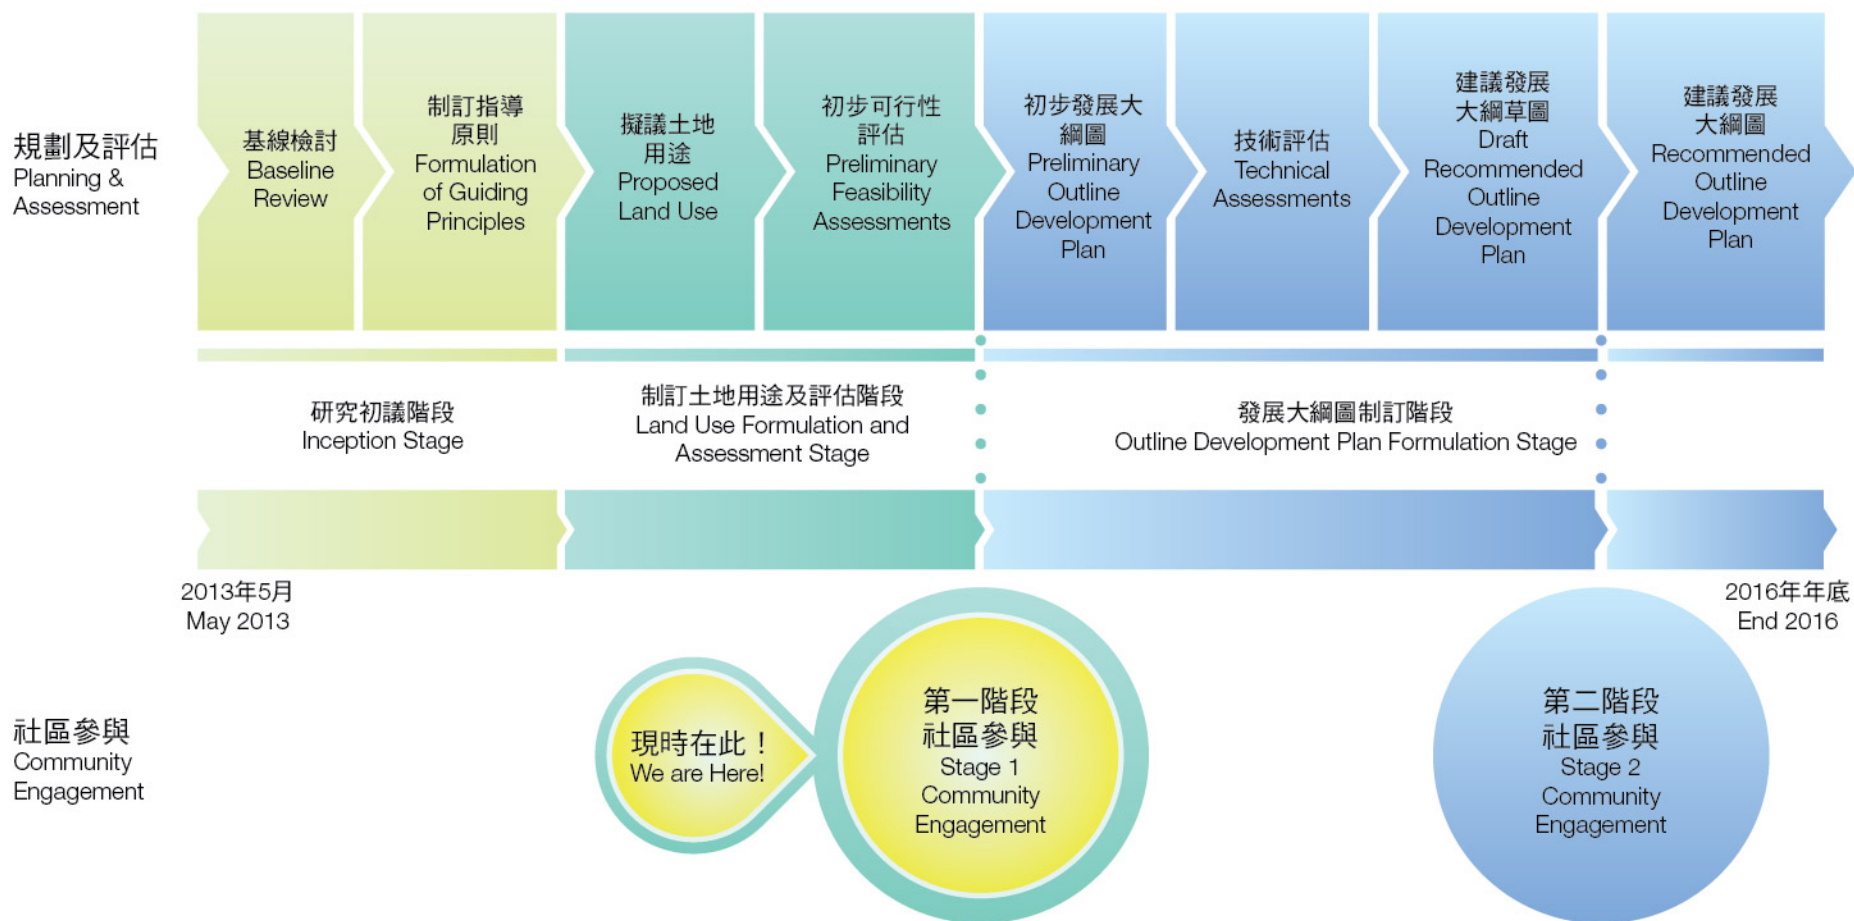 規劃及評估
Planning &
Assessment
基線檢討
Baseline
Review
制訂指導
原則
Formulation
of Guiding
Principles
擬議土地
用途
Proposed
Land Use
初步可行性
評估
Preliminary
Feasibility
Assessments
初步發展大
綱圖
Preliminary
Outline
Development
Plan
技術評估
Technical
Assessments
建議發展
大綱草圖
Draft
Recommended
Outline
Development
Plan
建議發展
大綱圖
Recommended
Outline
Development
Plan
研究初議階段
Inception Stage
制訂土地用途及評估階段
Land Use Formulation and
Assessment Stage
發展大綱圖制訂階段
Outline Development Plan Formulation Stage
2013年5月
May 2013
2016年年底
End 2016
社區參與
Community
Engagement
現時在此！
We are Here!
第一階段
社區參與
Stage 1
Community
Engagement
第二階段
社區參與
Stage 2
Community
Engagement